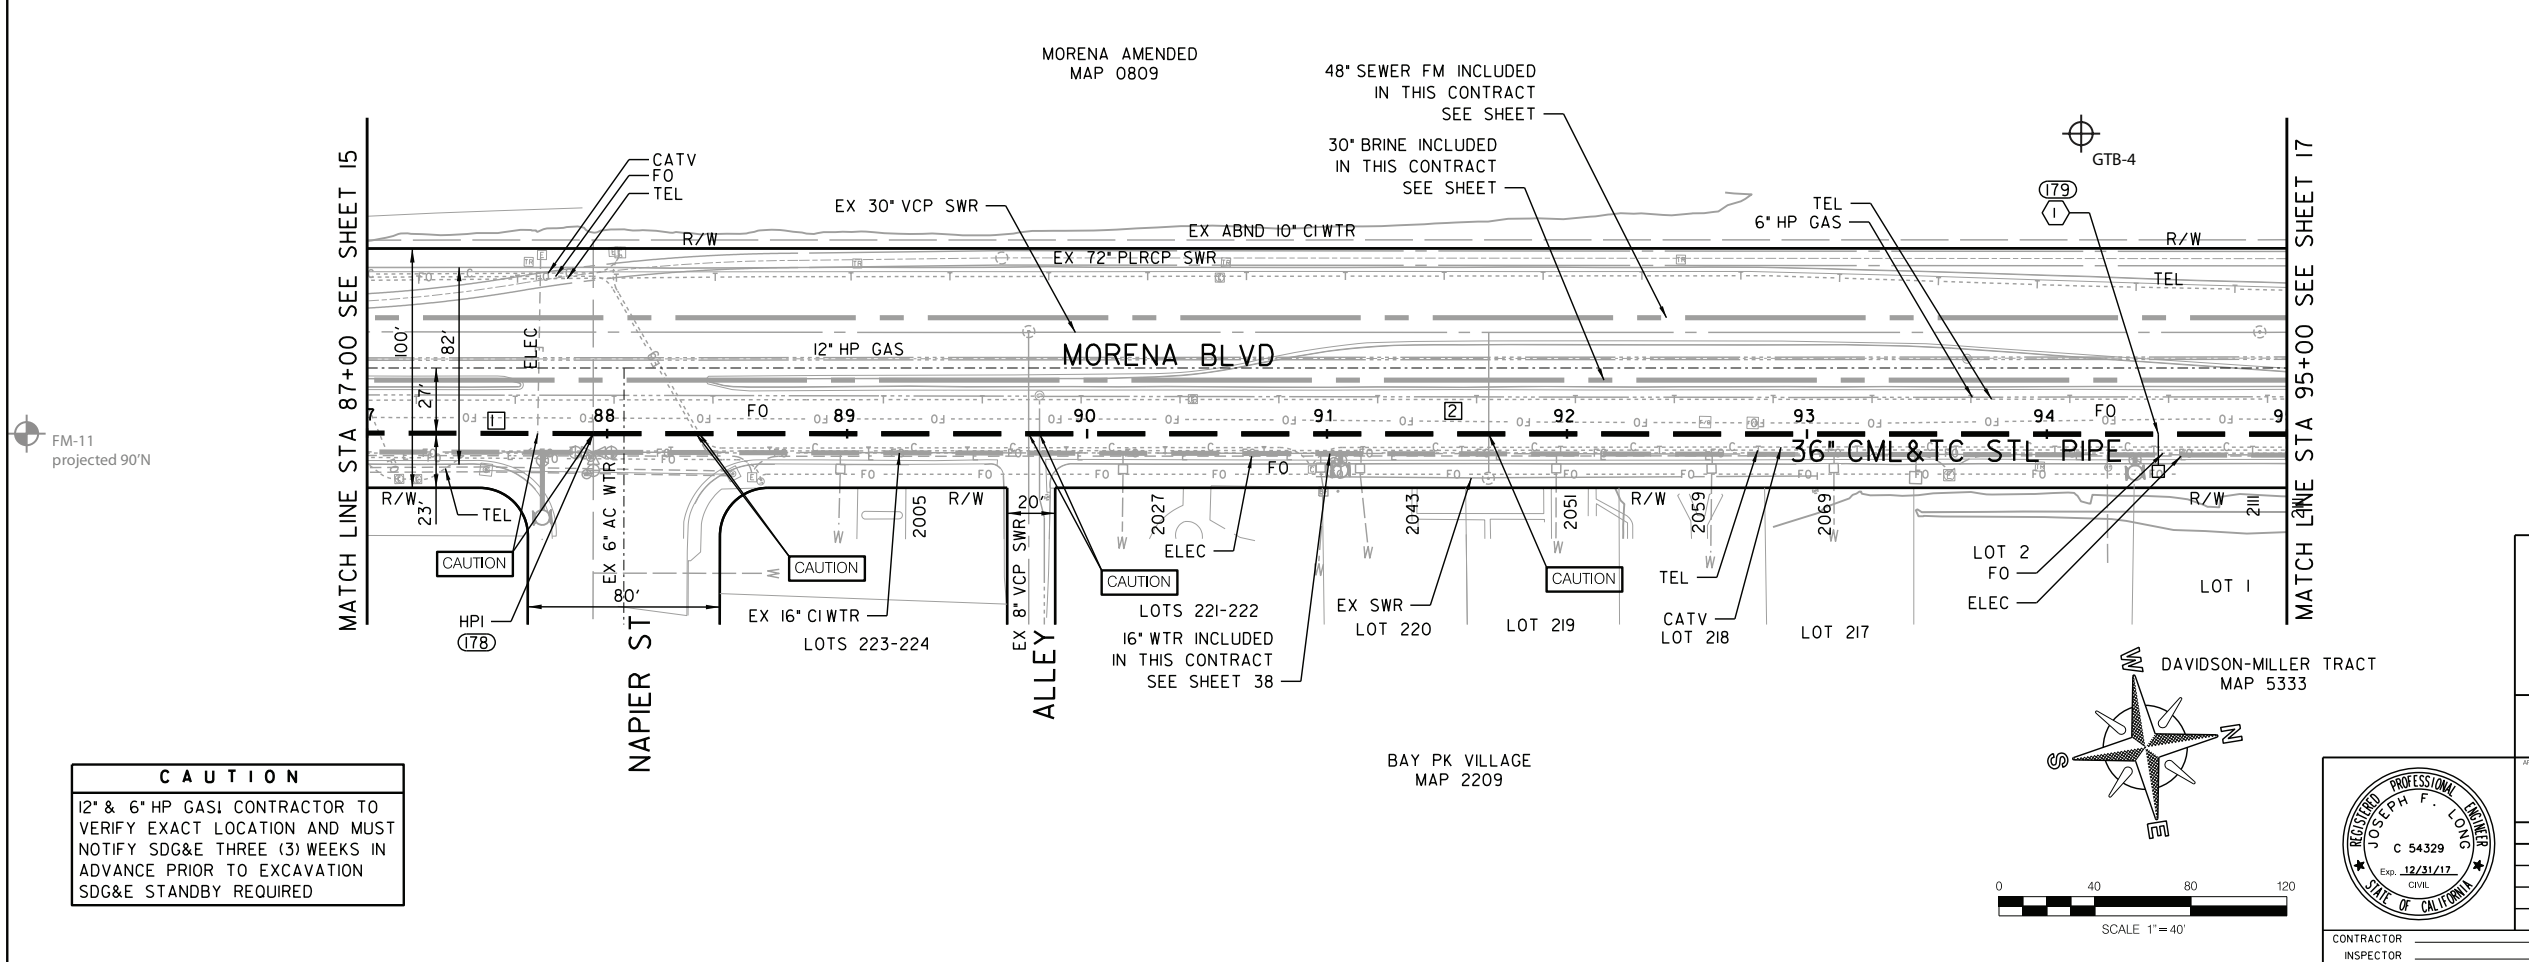 MORENA AMENDED
MAP 0809
48" SEWER FM INCLUDED
IN THIS CONTRACT
SEE SHEET
30" BRINE INCLUDED
IN THIS CONTRACT
SEE SHEET
GTB-4
179
1
CATV
FO
TEL
EX 30" VCP SWR
TEL
6" HP GAS
MATCH LINE STA 87+00 SEE SHEET 15
MATCH LINE STA 95+00 SEE SHEET 17
R/W
EX ABND 10" CI WTR
R/W
EX 72" PLRCP SWR
TEL
100'
82'
27'
23'
ELEC
12" HP GAS
MORENA BLVD
FM-11
projected 90'N
7
1
88
FO
89
90
91
2
92
93
94
FO
9
36" CML&TC STL PIPE
FO
R/W
TEL
R/W
20'
R/W
R/W
2005
2027
2043
2051
2059
2069
2111
CAUTION
CAUTION
CAUTION
CAUTION
EX 6" AC WTR
80'
HPI
178
NAPIER ST
EX 16" CI WTR
LOTS 223-224
EX 8" VCP SWR
ALLEY
ELEC
LOTS 221-222
16" WTR INCLUDED
IN THIS CONTRACT
SEE SHEET 38
EX SWR
LOT 220
LOT 219
TEL
CATV
LOT 218
LOT 217
LOT 2
FO
ELEC
LOT 1
DAVIDSON-MILLER TRACT
MAP 5333
BAY PK VILLAGE
MAP 2209
W
N
S
E
CAUTION
12" & 6" HP GAS! CONTRACTOR TO
VERIFY EXACT LOCATION AND MUST
NOTIFY SDG&E THREE (3) WEEKS IN
ADVANCE PRIOR TO EXCAVATION
SDG&E STANDBY REQUIRED
0 40 80 120
SCALE 1"=40'
REGISTERED PROFESSIONAL ENGINEER
JOSEPH F. LONG
C 54329
Exp. 12/31/17
CIVIL
STATE OF CALIFORNIA
CONTRACTOR
INSPECTOR